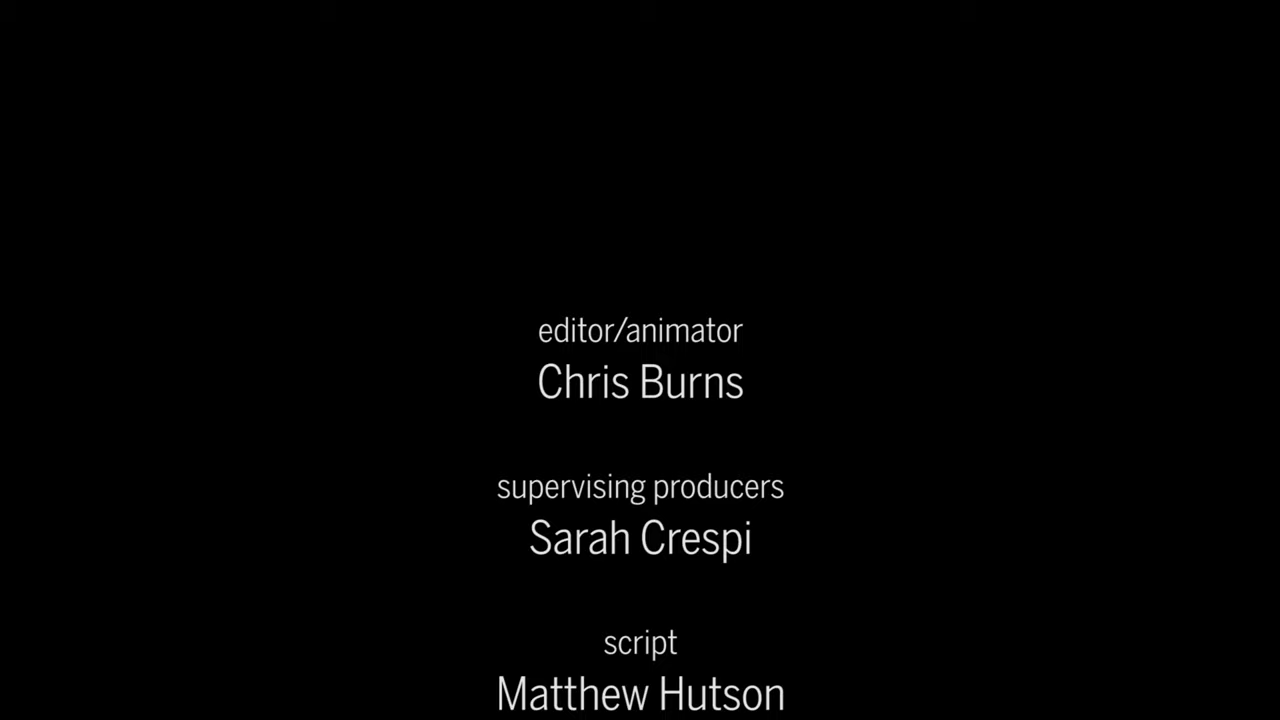 editor/animator
Chris Burns
supervising producers
Sarah Crespi
script
Matthew Hutson